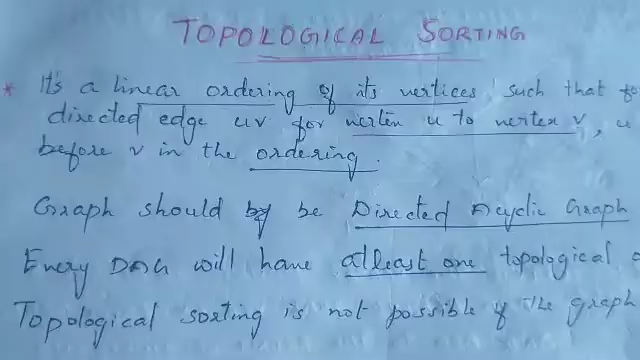 TOPOLOGICAL SORTING
* It's a linear ordering of its vertices, such that
directed edge uv for vertex u to vertex v, u
before v in the ordering.
Graph should be Directed Acyclic Graph
Every DAG will have atleast one topological
Topological sorting is not possible if the graph